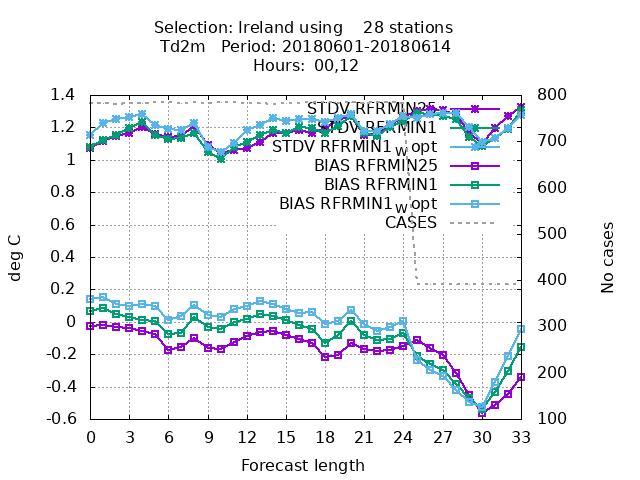 Selection: Ireland using    28 stations
Td2m   Period: 20180601-20180614
Hours:  00,12
STDV RFRMIN25
STDV RFRMIN1
STDV RFRMIN1_w opt
BIAS RFRMIN25
BIAS RFRMIN1
BIAS RFRMIN1_w opt
CASES
1.4
1.2
1
0.8
0.6
0.4
0.2
0
-0.2
-0.4
-0.6
deg C
800
700
600
500
400
300
200
100
No cases
0 3 6 9 12 15 18 21 24 27 30 33
Forecast length